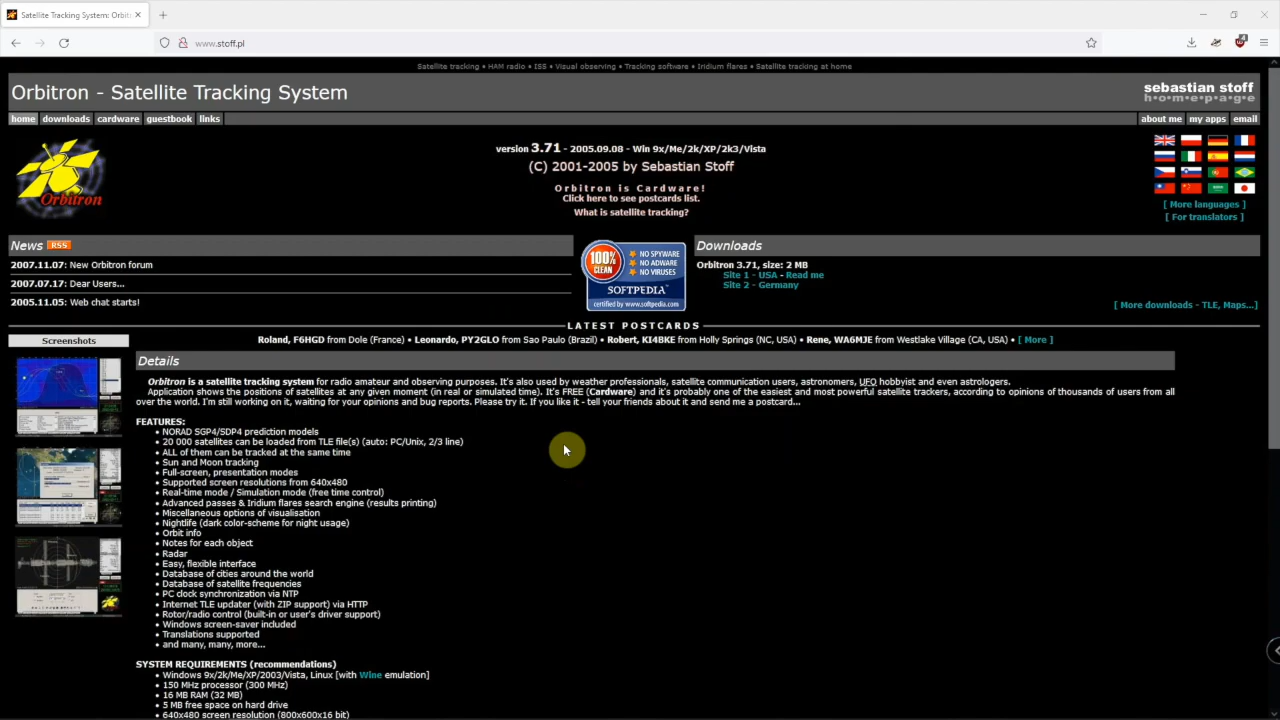 Satellite Tracking System: Orbit
www.stoff.pl
4
Satellite tracking • HAM radio • ISS • Visual observing • Tracking software • Iridium flares • Satellite tracking at home
Orbitron - Satellite Tracking System
sebastian stoff
h•o•m•e•p•a•g•e
home downloads cardware guestbook links
about me my apps email
Orbitron
version 3.71 - 2005.09.08 - Win 9x/Me/2k/XP/2k3/Vista
(C) 2001-2005 by Sebastian Stoff
Orbitron is Cardware!
Click here to see postcards list.
What is satellite tracking?
[ More languages ]
[ For translators ]
News RSS
2007.11.07: New Orbitron forum
2007.07.17: Dear Users...
2005.11.05: Web chat starts!
100% CLEAN
NO SPYWARE
NO ADWARE
NO VIRUSES
SOFTPEDIA
certified by www.softpedia.com
Downloads
Orbitron 3.71, size: 2 MB
Site 1 - USA - Read me
Site 2 - Germany
[ More downloads - TLE, Maps...]
LATEST POSTCARDS
Roland, F6HGD from Dole (France) • Leonardo, PY2GLO from Sao Paulo (Brazil) • Robert, KI4BKE from Holly Springs (NC, USA) • Rene, WA6MJE from Westlake Village (CA, USA) • [ More ]
Screenshots
Details
Orbitron is a satellite tracking system for radio amateur and observing purposes. It's also used by weather professionals, satellite communication users, astronomers, UFO hobbyist and even astrologers.
Application shows the positions of satellites at any given moment (in real or simulated time). It's FREE (Cardware) and it's probably one of the easiest and most powerful satellite trackers, according to opinions of thousands of users from all
over the world. I'm still working on it, waiting for your opinions and bug reports. Please try it. If you like it - tell your friends about it and send me a postcard...
FEATURES:
• NORAD SGP4/SDP4 prediction models
• 20 000 satellites can be loaded from TLE file(s) (auto: PC/Unix, 2/3 line)
• ALL of them can be tracked at the same time
• Sun and Moon tracking
• Full-screen, presentation modes
• Supported screen resolutions from 640x480
• Real-time mode / Simulation mode (free time control)
• Advanced passes & Iridium flares search engine (results printing)
• Miscellaneous options of visualisation
• Nightlife (dark color-scheme for night usage)
• Orbit info
• Notes for each object
• Radar
• Easy, flexible interface
• Database of cities around the world
• Database of satellite frequencies
• PC clock synchronization via NTP
• Internet TLE updater (with ZIP support) via HTTP
• Rotor/radio control (built-in or user's driver support)
• Windows screen-saver included
• Translations supported
• and many, many, more...
SYSTEM REQUIREMENTS (recommendations)
• Windows 9x/2k/Me/XP/2003/Vista, Linux [with Wine emulation]
• 150 MHz processor (300 MHz)
• 16 MB RAM (32 MB)
• 5 MB free space on hard drive
• 640x480 screen resolution (800x600x16 bit)